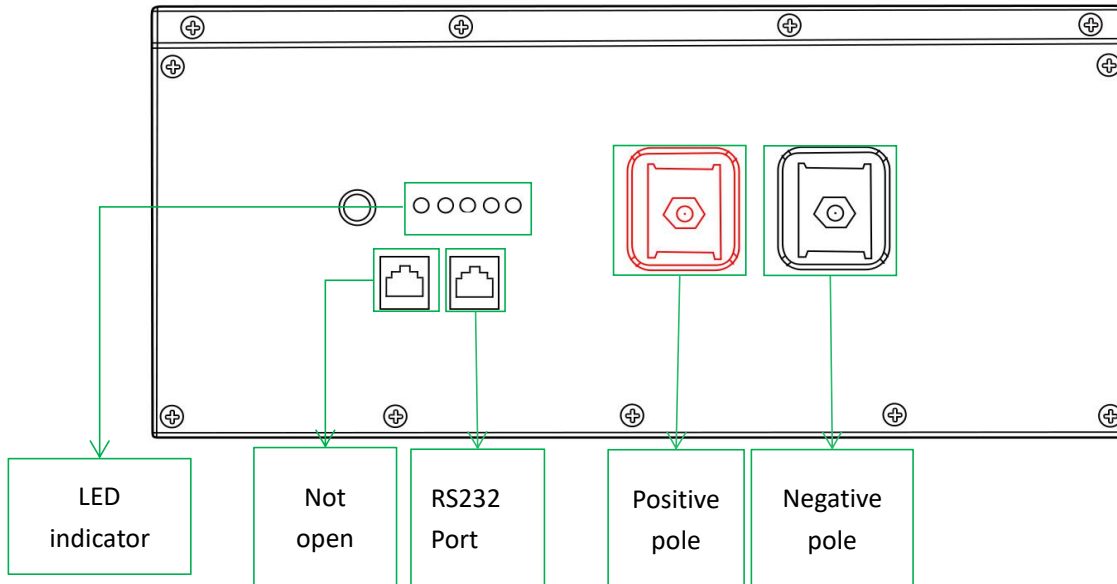 LED
indicator
Not
open
RS232
Port
Positive
pole
Negative
pole